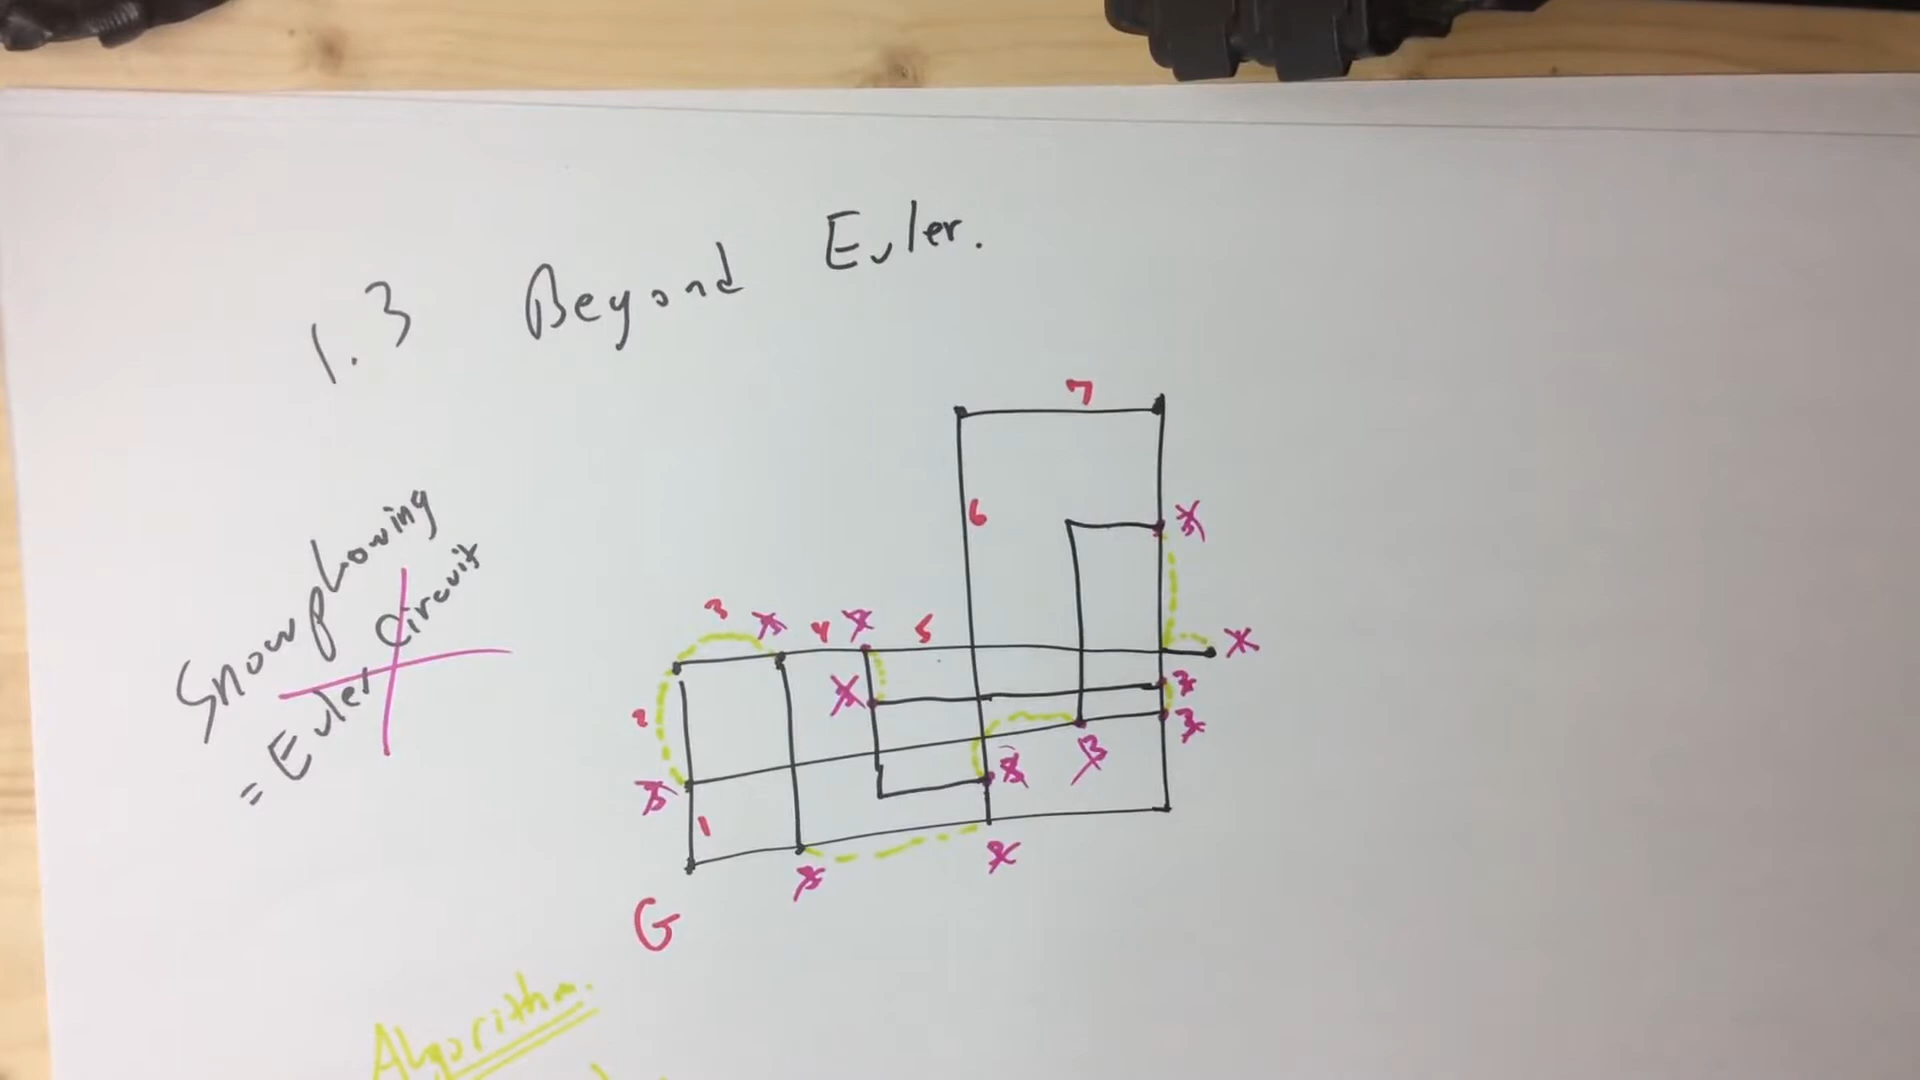 1.3 Beyond Euler.
7
6
3
4
5
2
1
Snowplowing
= Euler Circuit
G
Algorithm.